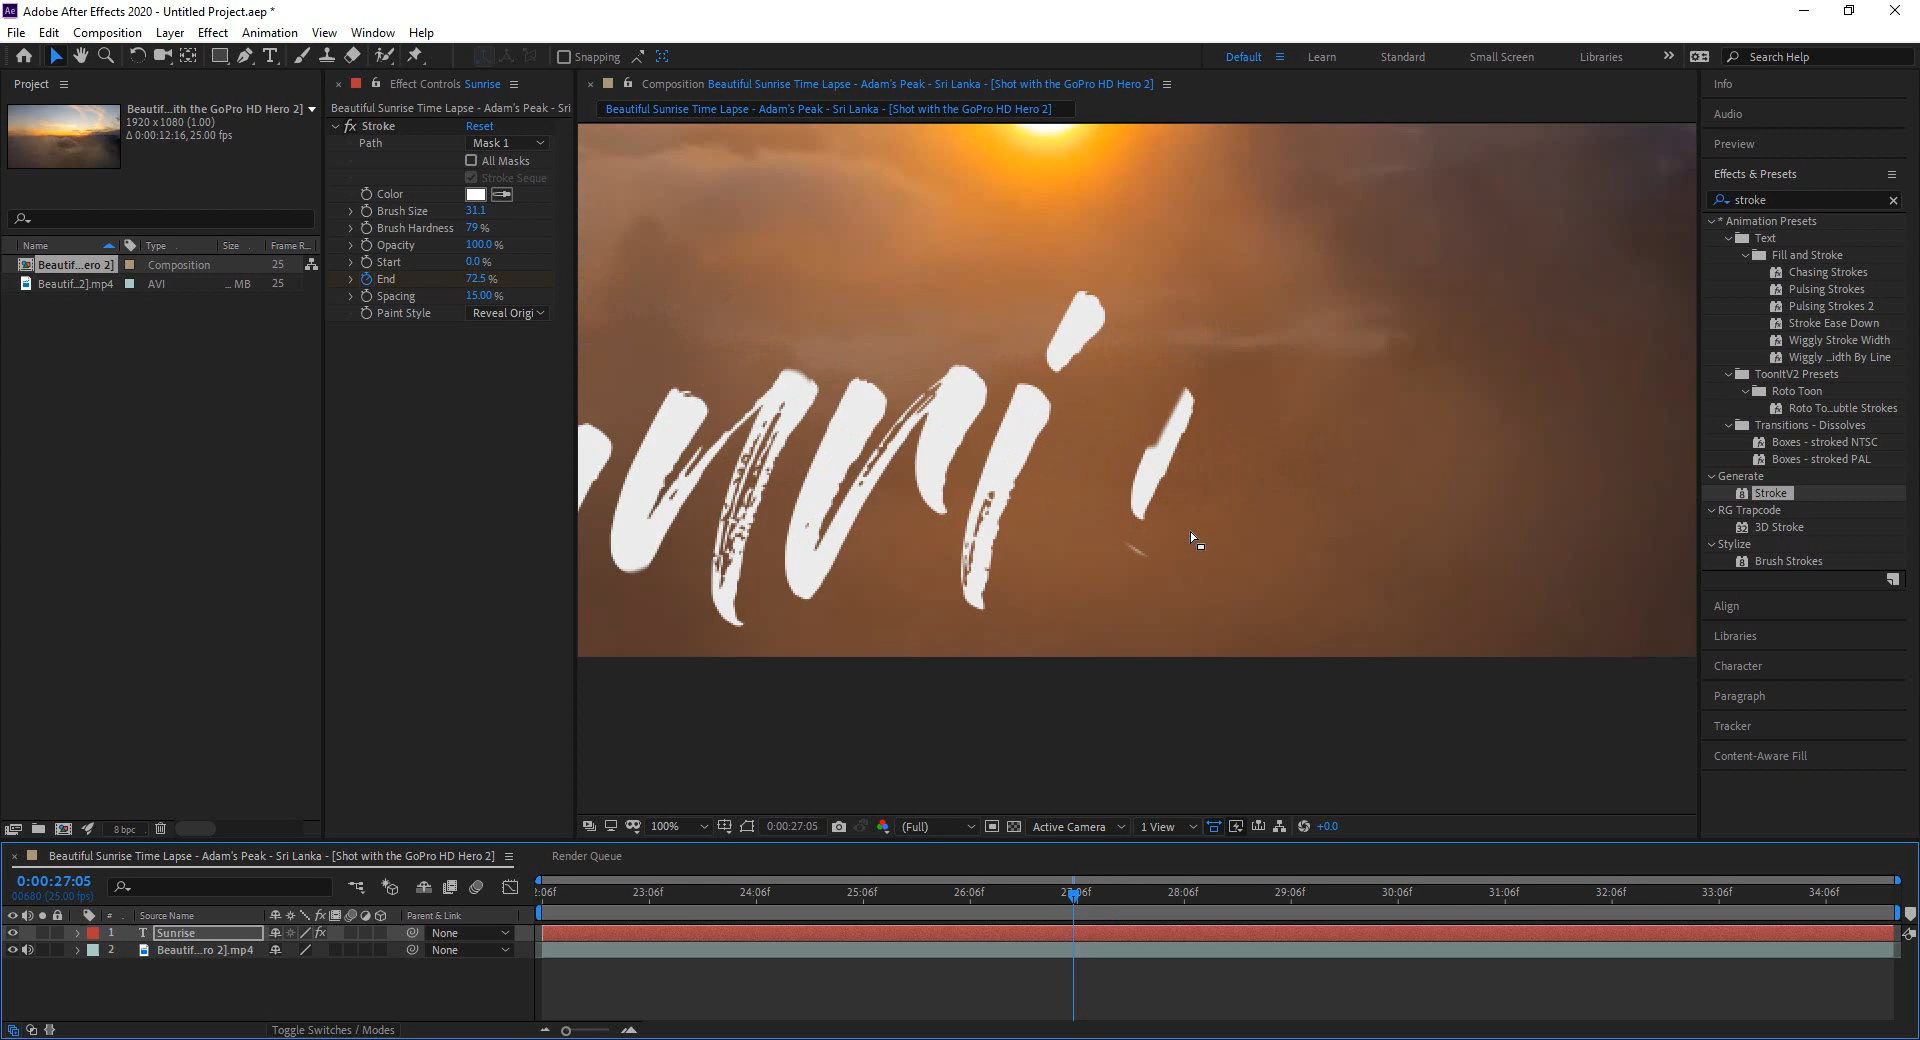 Adobe After Effects 2020 - Untitled Project.aep *
File Edit Composition Layer Effect Animation View Window Help
Snapping
Default Learn Standard Small Screen Libraries Search Help
Project
Beautif...ith the GoPro HD Hero 2]
1920 x 1080 (1.00)
Δ 0:00:12:16, 25.00 fps
Name Type Size Frame R...
Beautif...ero 2] Composition 25
Beautif...2].mp4 AVI ... MB 25
8 bpc
Effect Controls Sunrise
Beautiful Sunrise Time Lapse - Adam's Peak - Sri
fx Stroke Reset
Path Mask 1
All Masks
Stroke Seque
Color
Brush Size 31.1
Brush Hardness 79 %
Opacity 100.0 %
Start 0.0 %
End 72.5 %
Spacing 15.00 %
Paint Style Reveal Origi
Composition Beautiful Sunrise Time Lapse - Adam's Peak - Sri Lanka - [Shot with the GoPro HD Hero 2]
Beautiful Sunrise Time Lapse - Adam's Peak - Sri Lanka - [Shot with the GoPro HD Hero 2]
100% 0:00:27:05 (Full) Active Camera 1 View +0.0
Info
Audio
Preview
Effects & Presets
stroke
* Animation Presets
Text
Fill and Stroke
Chasing Strokes
Pulsing Strokes
Pulsing Strokes 2
Stroke Ease Down
Wiggly Stroke Width
Wiggly ...idth By Line
ToonItV2 Presets
Roto Toon
Roto To...ubtle Strokes
Transitions - Dissolves
Boxes - stroked NTSC
Boxes - stroked PAL
Generate
Stroke
RG Trapcode
3D Stroke
Stylize
Brush Strokes
Align
Libraries
Character
Paragraph
Tracker
Content-Aware Fill
Beautiful Sunrise Time Lapse - Adam's Peak - Sri Lanka - [Shot with the GoPro HD Hero 2] Render Queue
0:00:27:05
00680 (25.00 fps)
2:06f 23:06f 24:06f 25:06f 26:06f 27:06f 28:06f 29:06f 30:06f 31:06f 32:06f 33:06f 34:06f
# Source Name fx Parent & Link
1 T Sunrise fx None
2 Beautif...ro 2].mp4 None
Toggle Switches / Modes